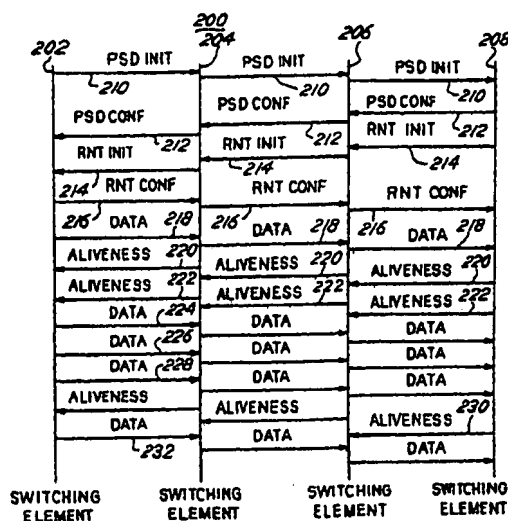 200
202 204 206 208
PSD INIT PSD INIT PSD INIT
210 210 210
PSD CONF PSD CONF PSD CONF
212 212 212
RNT INIT RNT INIT RNT INIT
214 214 214
RNT CONF RNT CONF RNT CONF
216 216 216
DATA 218 DATA 218 DATA 218
ALIVENESS 220 ALIVENESS 220 ALIVENESS 220
ALIVENESS 222 ALIVENESS 222 ALIVENESS 222
DATA 224 DATA DATA
DATA 226 DATA DATA
DATA 228 DATA DATA
ALIVENESS ALIVENESS ALIVENESS 230
DATA DATA DATA
232
SWITCHING SWITCHING SWITCHING SWITCHING
ELEMENT ELEMENT ELEMENT ELEMENT